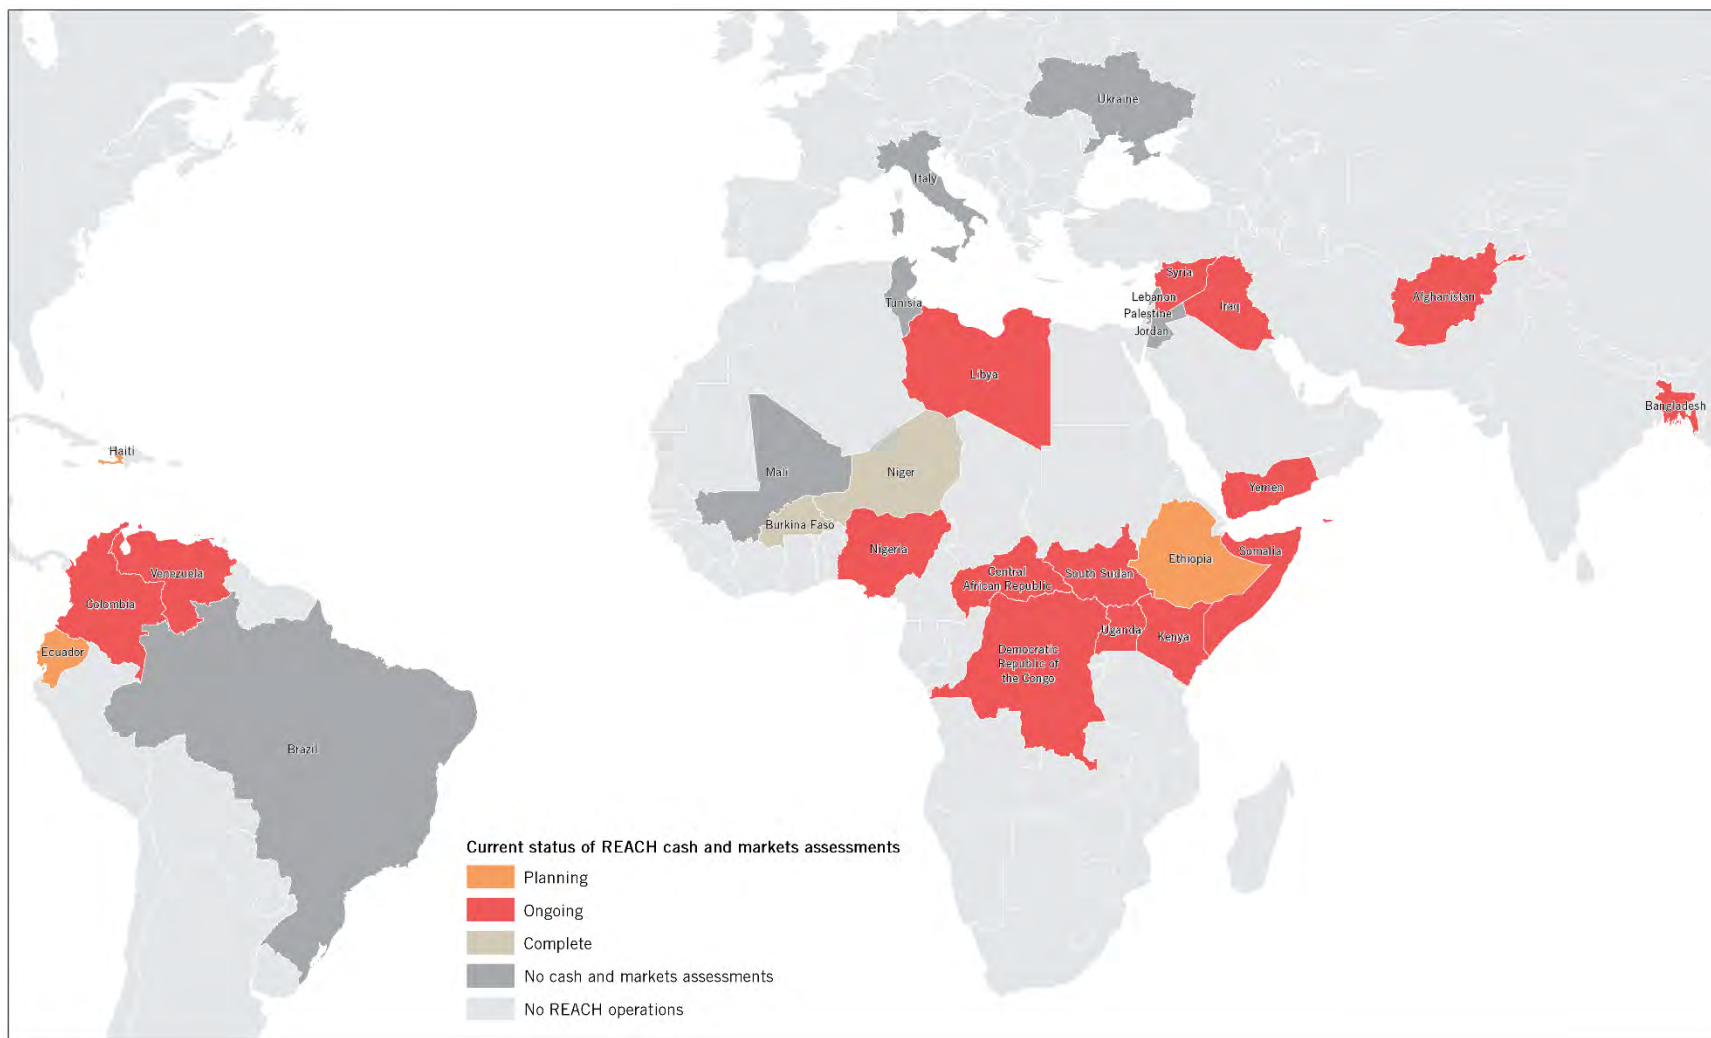 Ukraine
Italy
Tunisia
Syria
Lebanon
Iraq
Palestine
Jordan
Afghanistan
Libya
Bangladesh
Haiti
Mali
Niger
Yemen
Burkina Faso
Nigeria
Somalia
Ethiopia
Central
African Republic
South Sudan
Venezuela
Colombia
Uganda
Kenya
Ecuador
Democratic
Republic of
the Congo
Brazil
Current status of REACH cash and markets assessments
Planning
Ongoing
Complete
No cash and markets assessments
No REACH operations